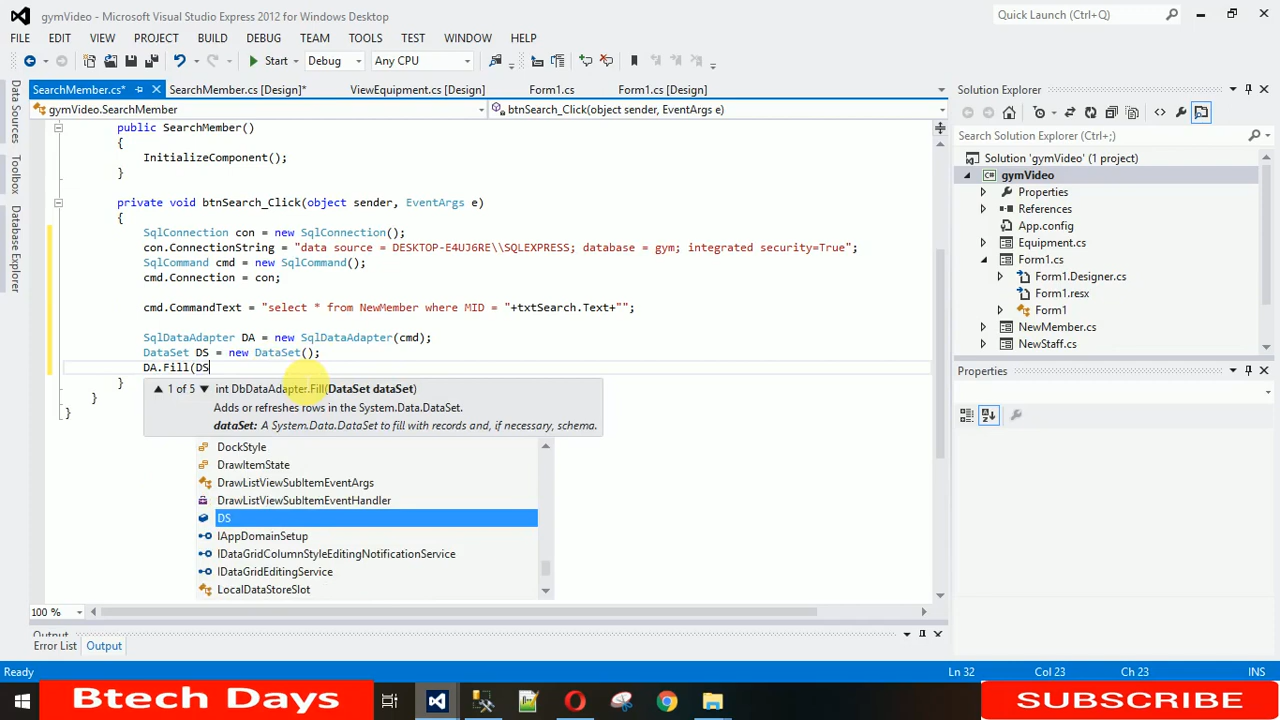 gymVideo - Microsoft Visual Studio Express 2012 for Windows Desktop
Quick Launch (Ctrl+Q)
FILE EDIT VIEW PROJECT BUILD DEBUG TEAM TOOLS TEST WINDOW HELP
Start Debug Any CPU
SearchMember.cs* SearchMember.cs [Design]* ViewEquipment.cs [Design] Form1.cs Form1.cs [Design]
gymVideo.SearchMember btnSearch_Click(object sender, EventArgs e)
Data Sources
Toolbox
Database Explorer
public SearchMember()
{
InitializeComponent();
}
private void btnSearch_Click(object sender, EventArgs e)
{
SqlConnection con = new SqlConnection();
con.ConnectionString = "data source = DESKTOP-E4UJ6RE\\SQLEXPRESS; database = gym; integrated security=True";
SqlCommand cmd = new SqlCommand();
cmd.Connection = con;
cmd.CommandText = "select * from NewMember where MID = "+txtSearch.Text+"";
SqlDataAdapter DA = new SqlDataAdapter(cmd);
DataSet DS = new DataSet();
DA.Fill(DS
}
}
}
1 of 5 int DbDataAdapter.Fill(DataSet dataSet)
Adds or refreshes rows in the System.Data.DataSet.
dataSet: A System.Data.DataSet to fill with records and, if necessary, schema.
DockStyle
DrawItemState
DrawListViewSubItemEventArgs
DrawListViewSubItemEventHandler
DS
IAppDomainSetup
IDataGridColumnStyleEditingNotificationService
IDataGridEditingService
LocalDataStoreSlot
100 %
Output
Error List Output
Solution Explorer
Search Solution Explorer (Ctrl+;)
Solution 'gymVideo' (1 project)
gymVideo
Properties
References
App.config
Equipment.cs
Form1.cs
Form1.Designer.cs
Form1.resx
Form1
NewMember.cs
NewStaff.cs
Properties
Ready Ln 32 Col 23 Ch 23 INS
Btech Days
SUBSCRIBE